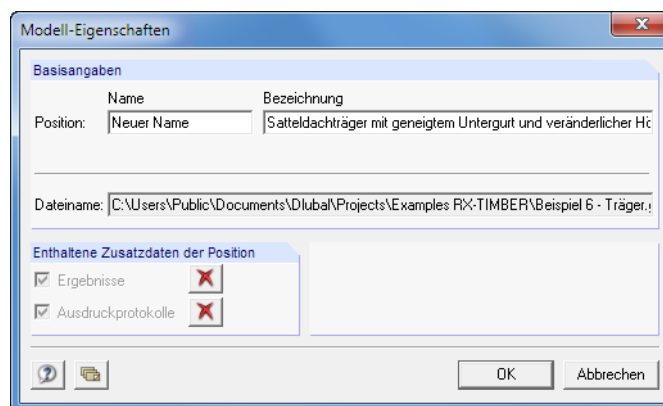 Modell-Eigenschaften
Basisangaben
Name Bezeichnung
Position: Neuer Name Satteldachträger mit geneigtem Untergurt und veränderlicher Hö
Dateiname: C:\Users\Public\Documents\Dlubal\Projects\Examples RX-TIMBER\Beispiel 6 - Träger.g
Enthaltene Zusatzdaten der Position
Ergebnisse
Ausdruckprotokolle
OK Abbrechen